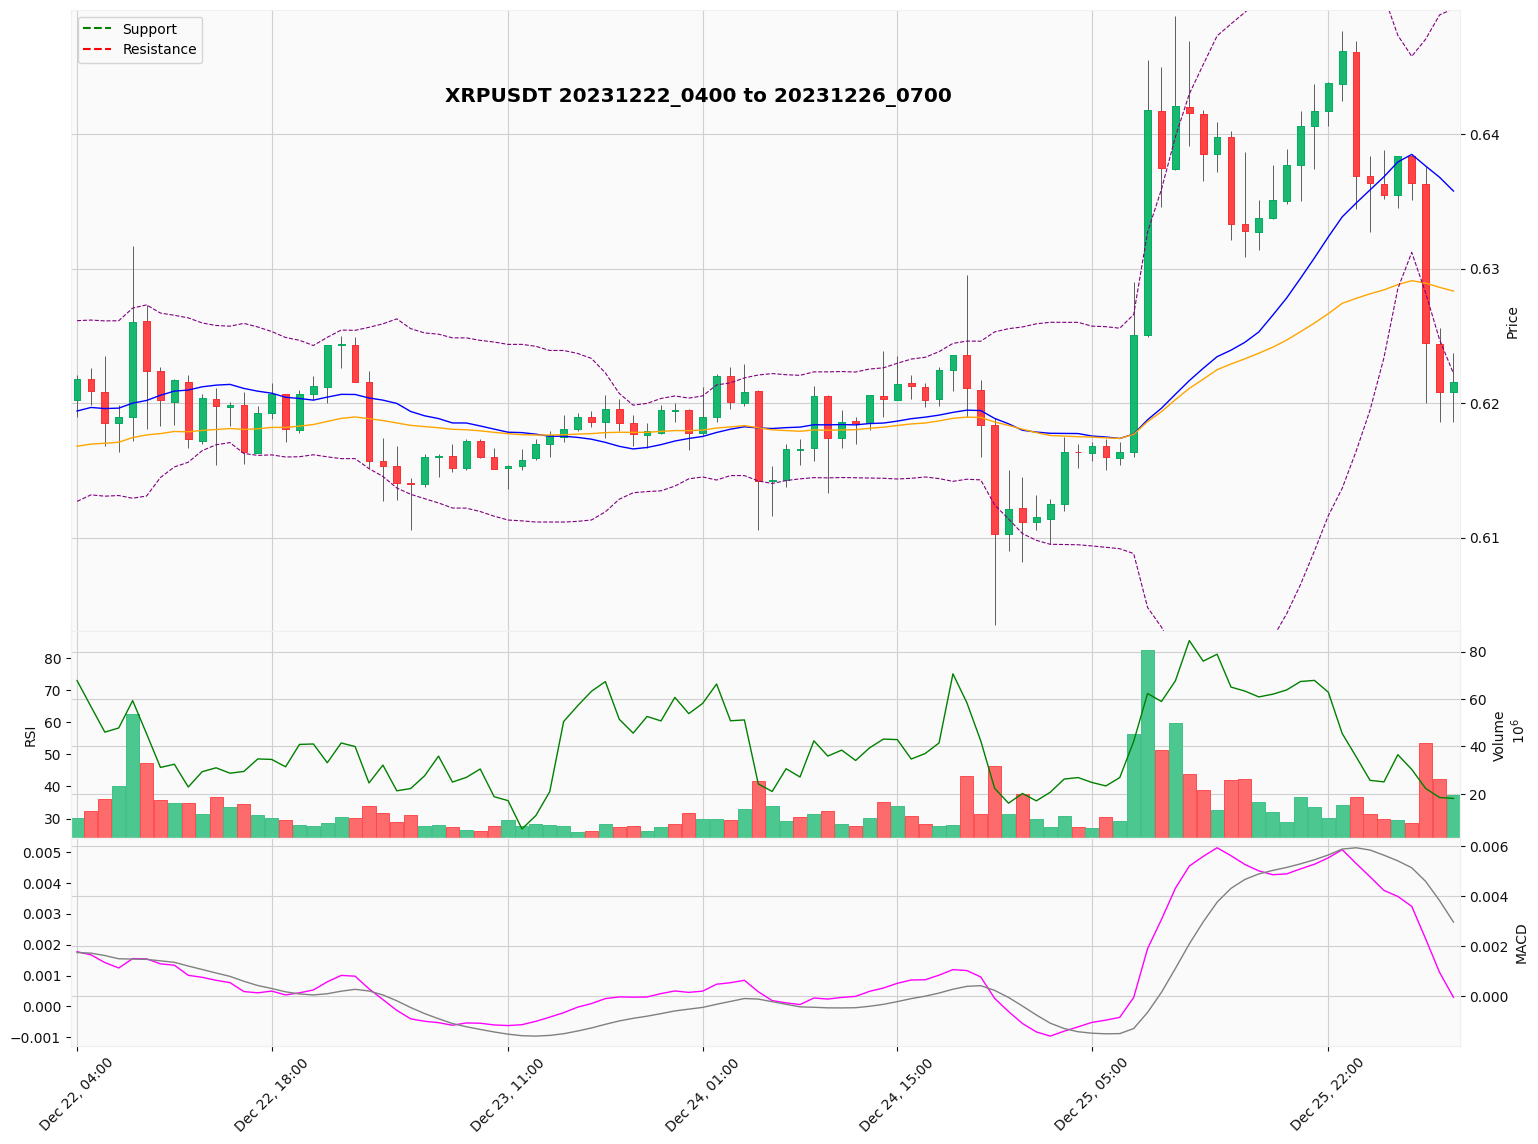 Support
Resistance
XRPUSDT 20231222_0400 to 20231226_0700
0.64
0.63
0.62
0.61
Price
80
70
60
50
40
30
RSI
80
60
40
20
Volume
10^6
0.005
0.004
0.003
0.002
0.001
0.000
−0.001
0.006
0.004
0.002
0.000
MACD
Dec 22, 04:00
Dec 22, 18:00
Dec 23, 11:00
Dec 24, 01:00
Dec 24, 15:00
Dec 25, 05:00
Dec 25, 22:00